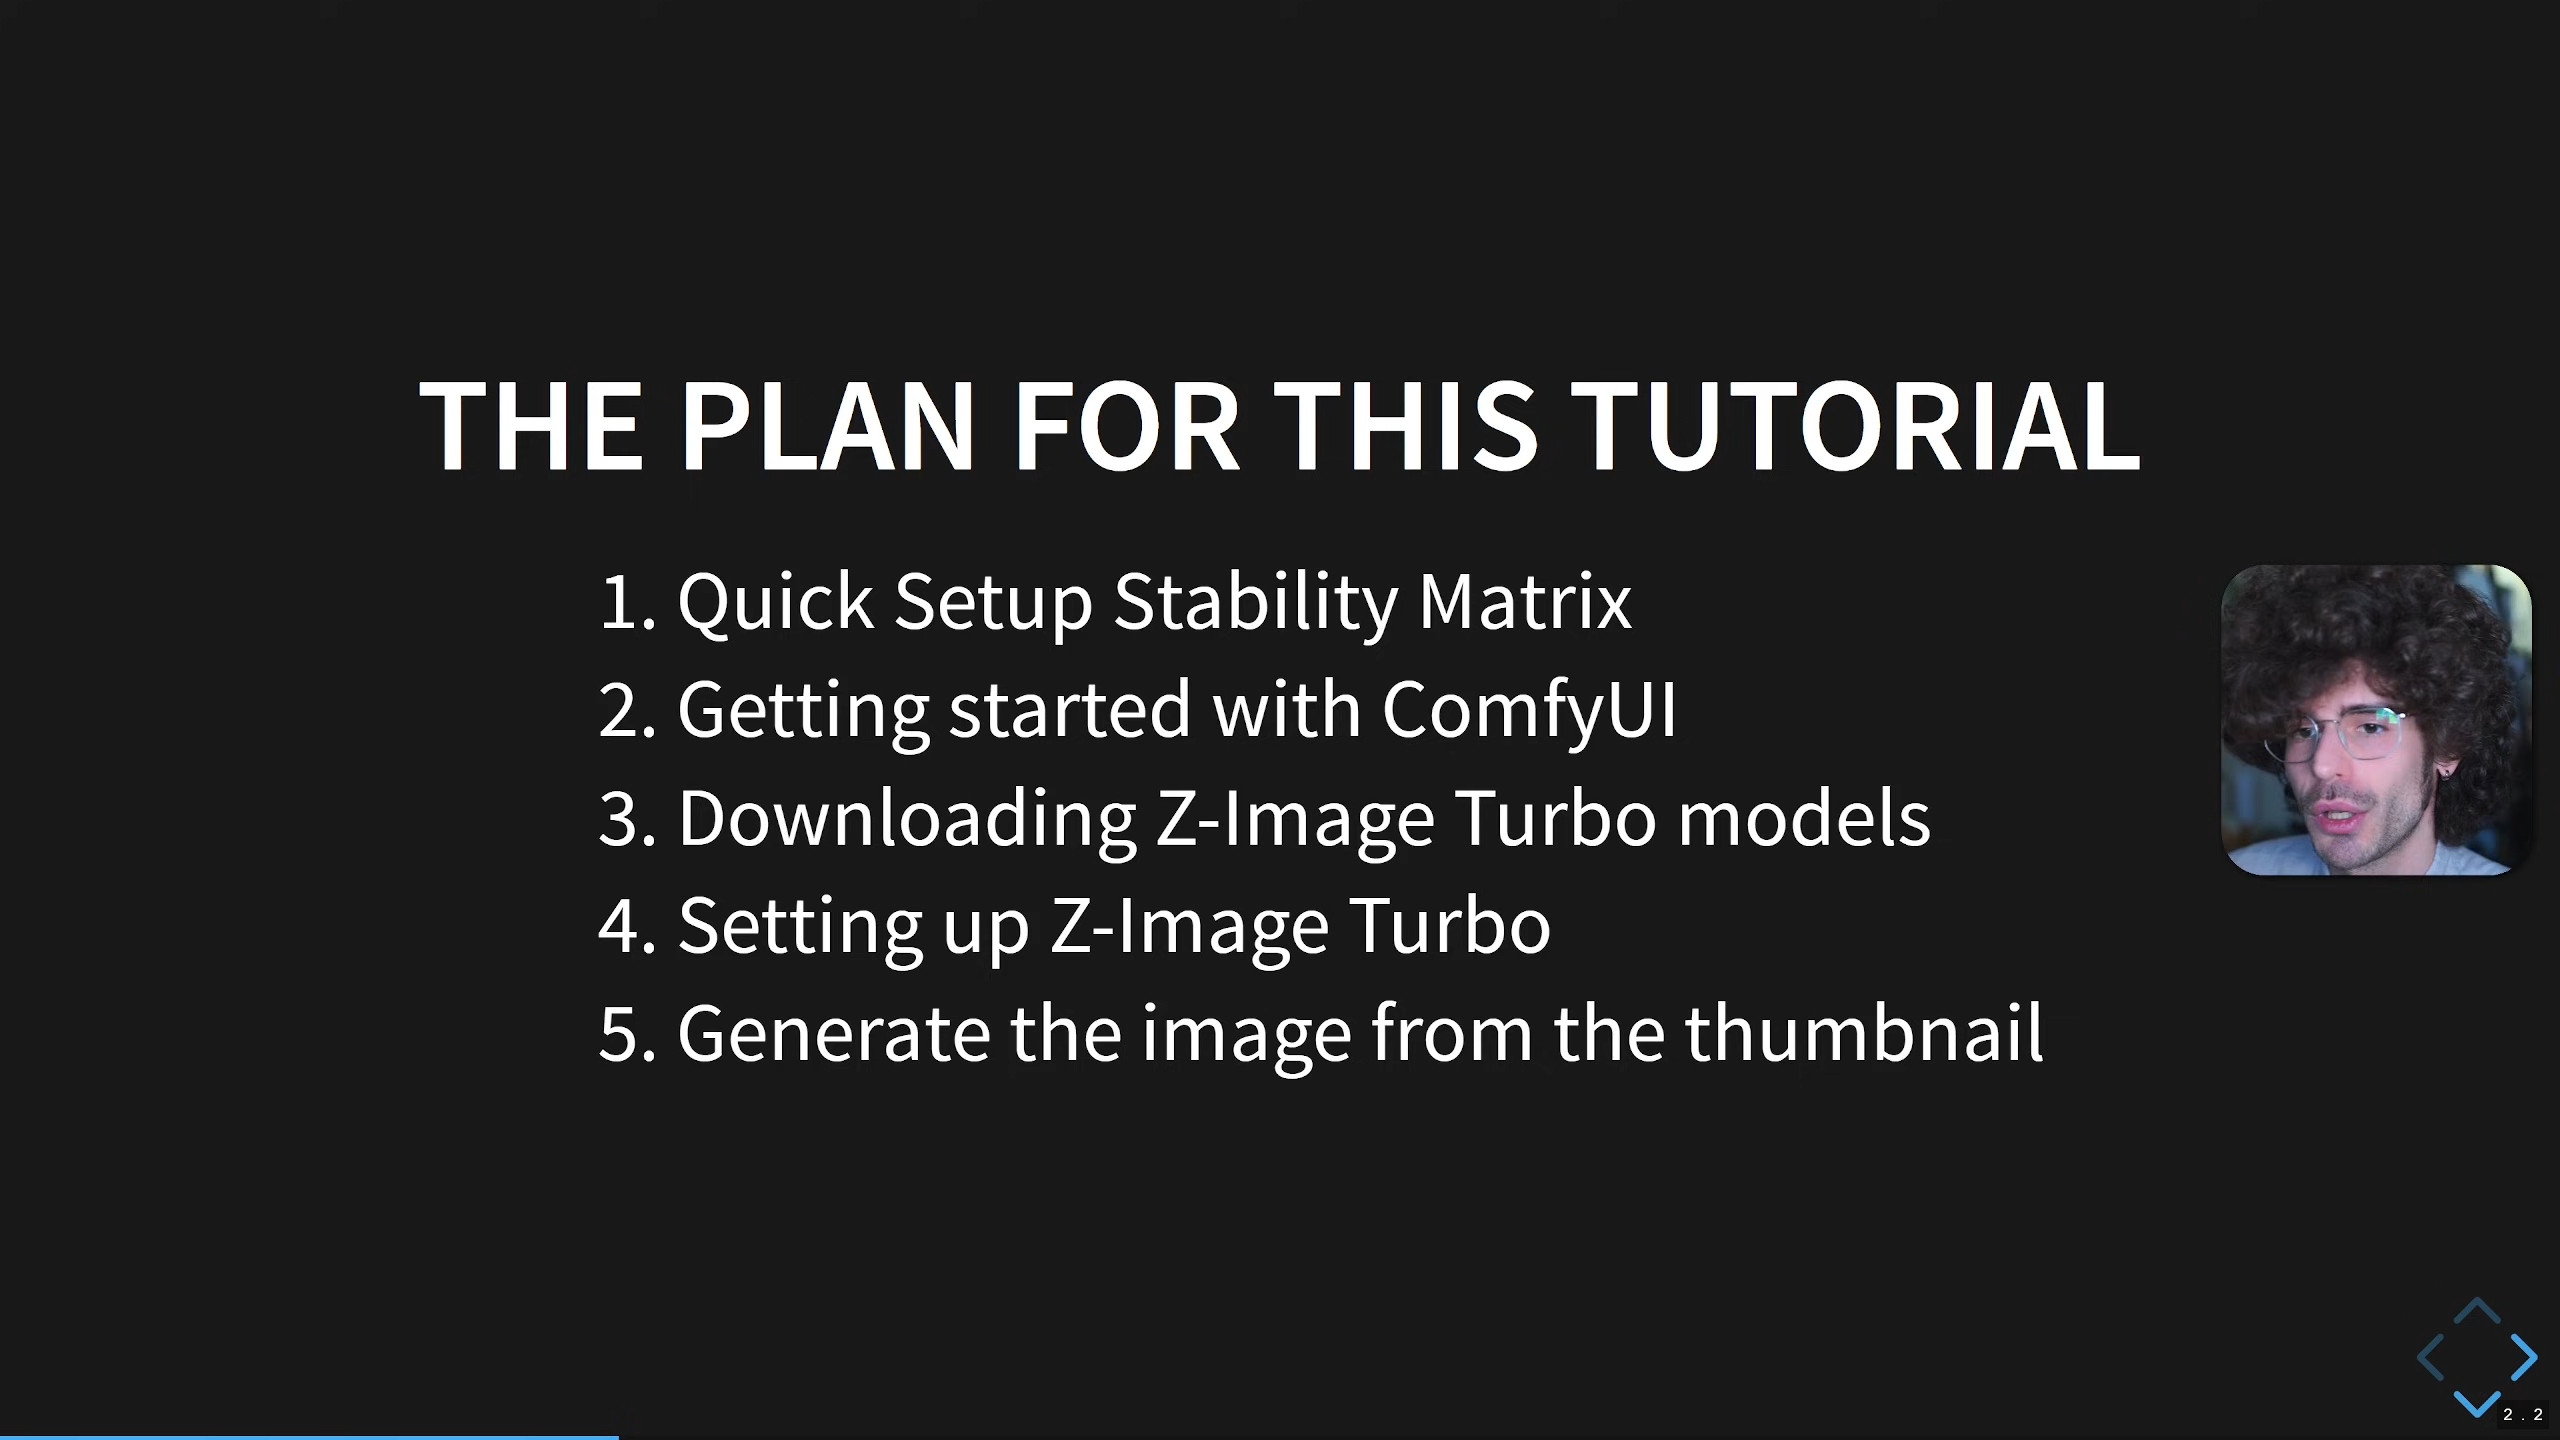 THE PLAN FOR THIS TUTORIAL
1. Quick Setup Stability Matrix
2. Getting started with ComfyUI
3. Downloading Z-Image Turbo models
4. Setting up Z-Image Turbo
5. Generate the image from the thumbnail
2 . 2